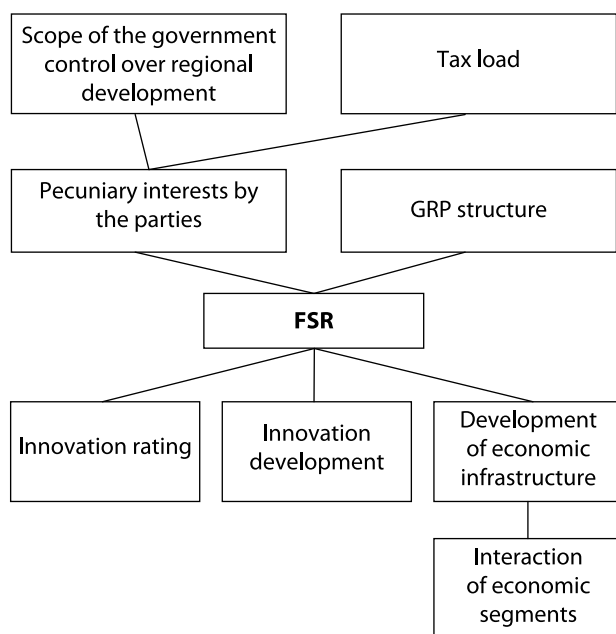 Scope of the government
control over regional
development
Tax load
Pecuniary interests by
the parties
GRP structure
FSR
Innovation rating
Innovation
development
Development
of economic
infrastructure
Interaction
of economic
segments